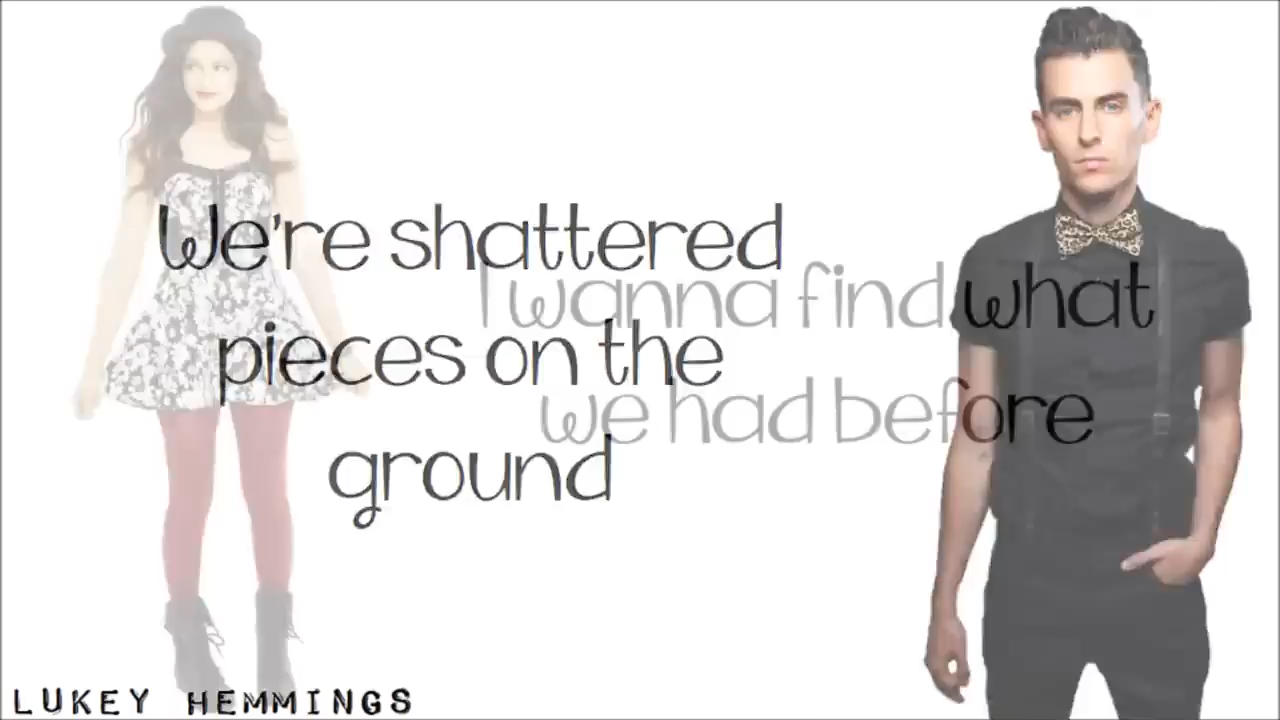 We're shattered
pieces on the
ground
I wanna find what
we had before
LUKEY HEMMINGS